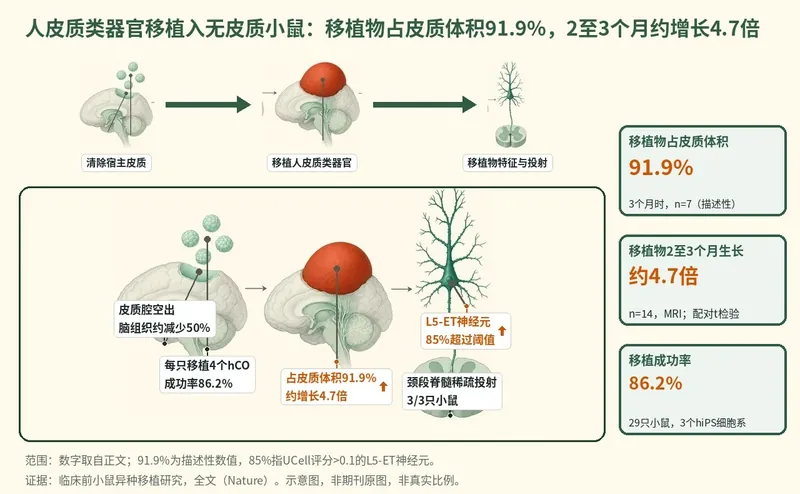 人皮质类器官移植入无皮质小鼠：移植物占皮质体积91.9%，2至3个月约增长4.7倍
清除宿主皮质
移植人皮质类器官
移植物特征与投射
皮质腔空出
脑组织约减少50%
每只移植4个hCO
成功率86.2%
占皮质体积91.9%
约增长4.7倍
L5-ET神经元
85%超过阈值
颈段脊髓稀疏投射
3/3只小鼠
移植物占皮质体积
91.9%
3个月时，n=7（描述性）
移植物2至3个月生长
约4.7倍
n=14，MRI；配对t检验
移植成功率
86.2%
29只小鼠，3个hiPS细胞系
范围：数字取自正文；91.9%为描述性数值，85%指UCell评分>0.1的L5-ET神经元。
证据：临床前小鼠异种移植研究，全文（Nature）。示意图，非期刊原图，非真实比例。